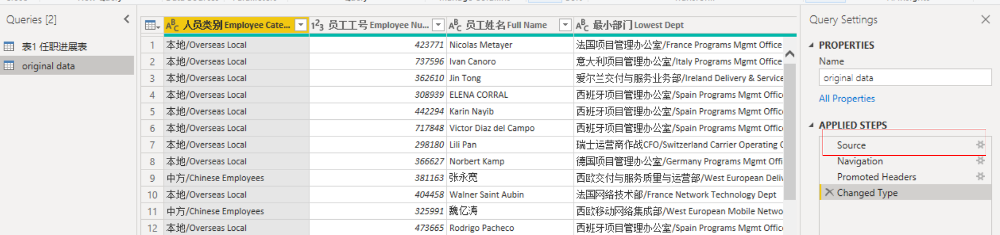 Queries [2]
表1 任职进展表
original data
人员类别 Employee Cate... 员工工号 Employee Nu... 员工姓名 Full Name 最小部门 Lowest Dept
1 本地/Overseas Local 423771 Nicolas Metayer 法国项目管理办公室/France Programs Mgmt Office
2 本地/Overseas Local 737596 Ivan Canoro 意大利项目管理办公室/Italy Programs Mgmt Office
3 本地/Overseas Local 362610 Jin Tong 爱尔兰交付与服务业务部/Ireland Delivery & Service
4 本地/Overseas Local 308939 ELENA CORRAL 西班牙项目管理办公室/Spain Programs Mgmt Offic
5 本地/Overseas Local 442294 Karin Nayib 西班牙项目管理办公室/Spain Programs Mgmt Offic
6 本地/Overseas Local 717848 Victor Diaz del Campo 西班牙项目管理办公室/Spain Programs Mgmt Offic
7 本地/Overseas Local 298180 Lili Pan 瑞士运营商作战CFO/Switzerland Carrier Operating C
8 本地/Overseas Local 366627 Norbert Kamp 德国项目管理办公室/Germany Programs Mgmt Offi
9 中方/Chinese Employees 381163 张永宽 西欧交付与服务质量与运营部/West European Deliv
10 本地/Overseas Local 404458 Walner Saint Aubin 法国网络技术部/France Network Technology Dept
11 中方/Chinese Employees 325991 魏亿涛 西欧移动网络集成部/West European Mobile Netwo
12 本地/Overseas Local 473665 Rodrigo Pacheco 西班牙项目管理办公室/Spain Programs Mgmt Offic
Query Settings
PROPERTIES
Name
original data
All Properties
APPLIED STEPS
Source
Navigation
Promoted Headers
Changed Type